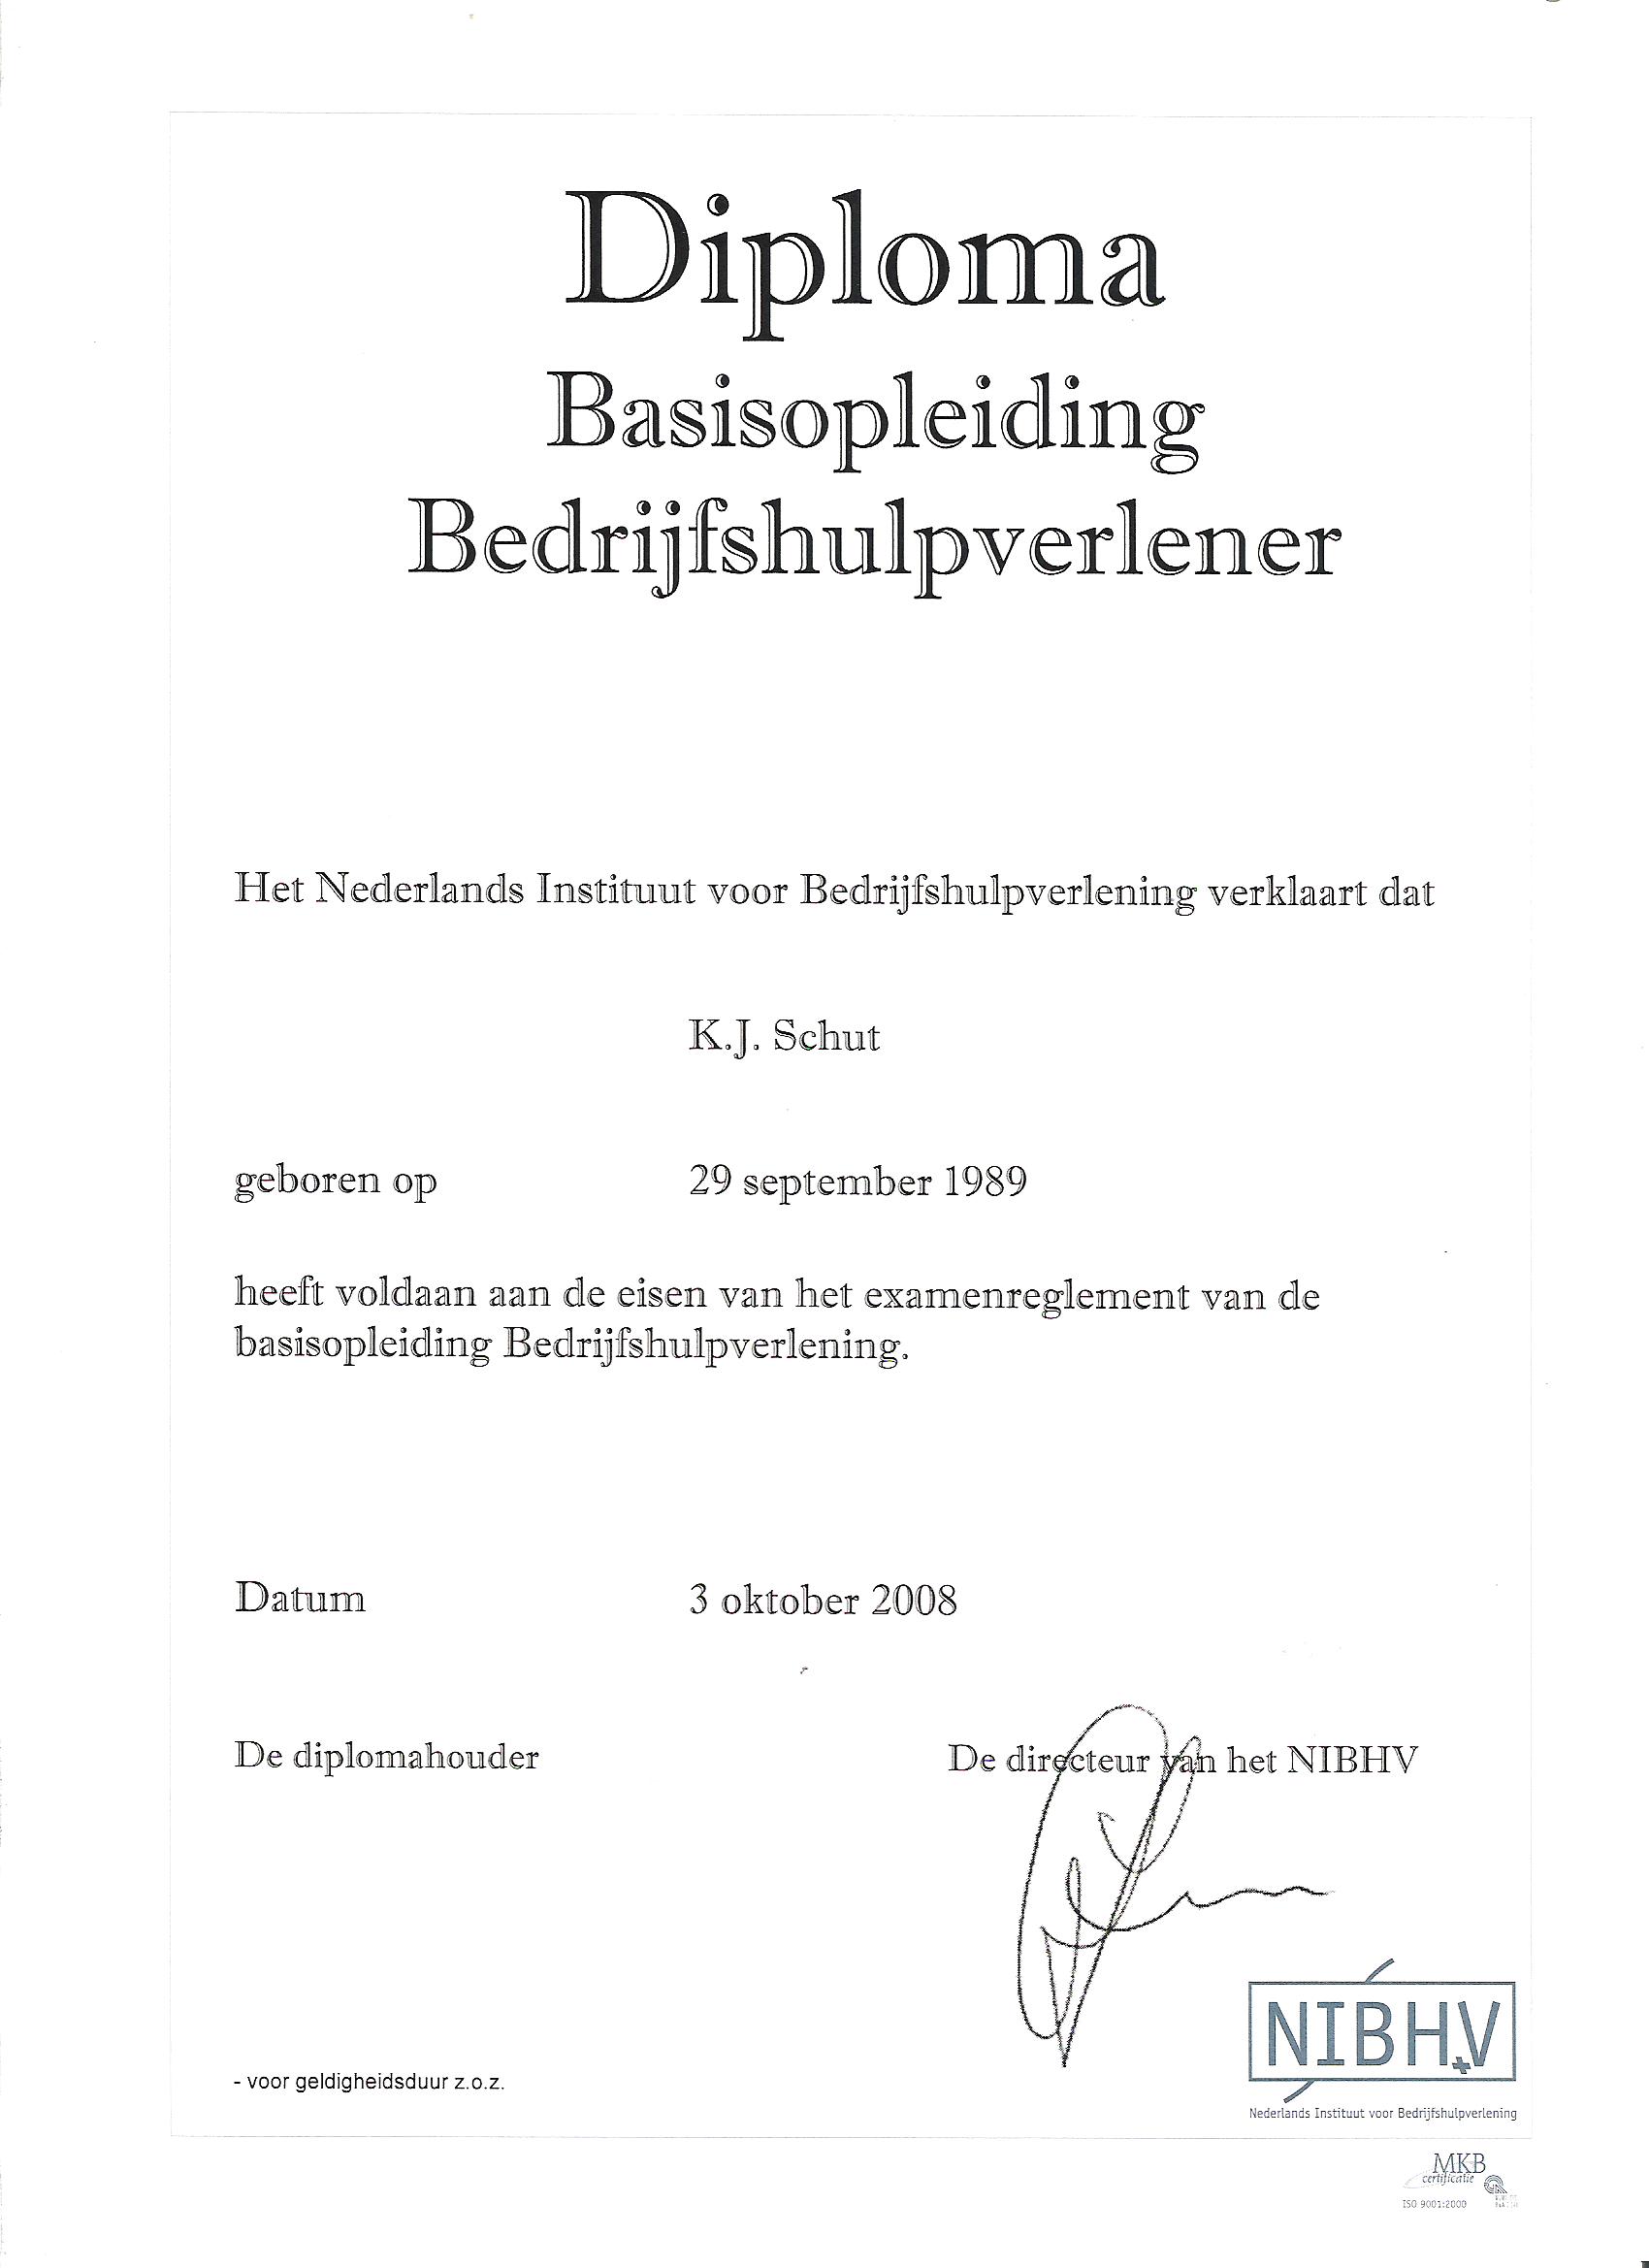 Diploma
Basisopleiding
Bedrijfshulpverlener
Het Nederlands Instituut voor Bedrijfshulpverlening verklaart dat
K.J. Schut
geboren op 29 september 1989
heeft voldaan aan de eisen van het examenreglement van de
basisopleiding Bedrijfshulpverlening.
Datum 3 oktober 2008
De diplomahouder De directeur van het NIBHV
- voor geldigheidsduur z.o.z.
NIBHV
Nederlands Instituut voor Bedrijfshulpverlening
MKB
certificatie
ISO 9001:2000